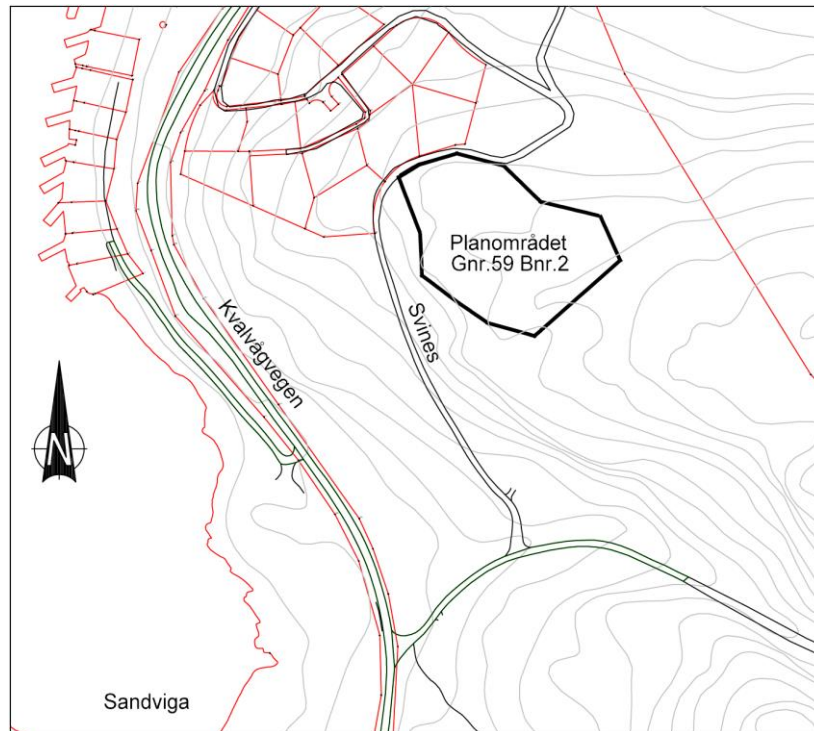 Planområdet
Gnr.59 Bnr.2
Svines
Kvalvågvegen
N
Sandviga